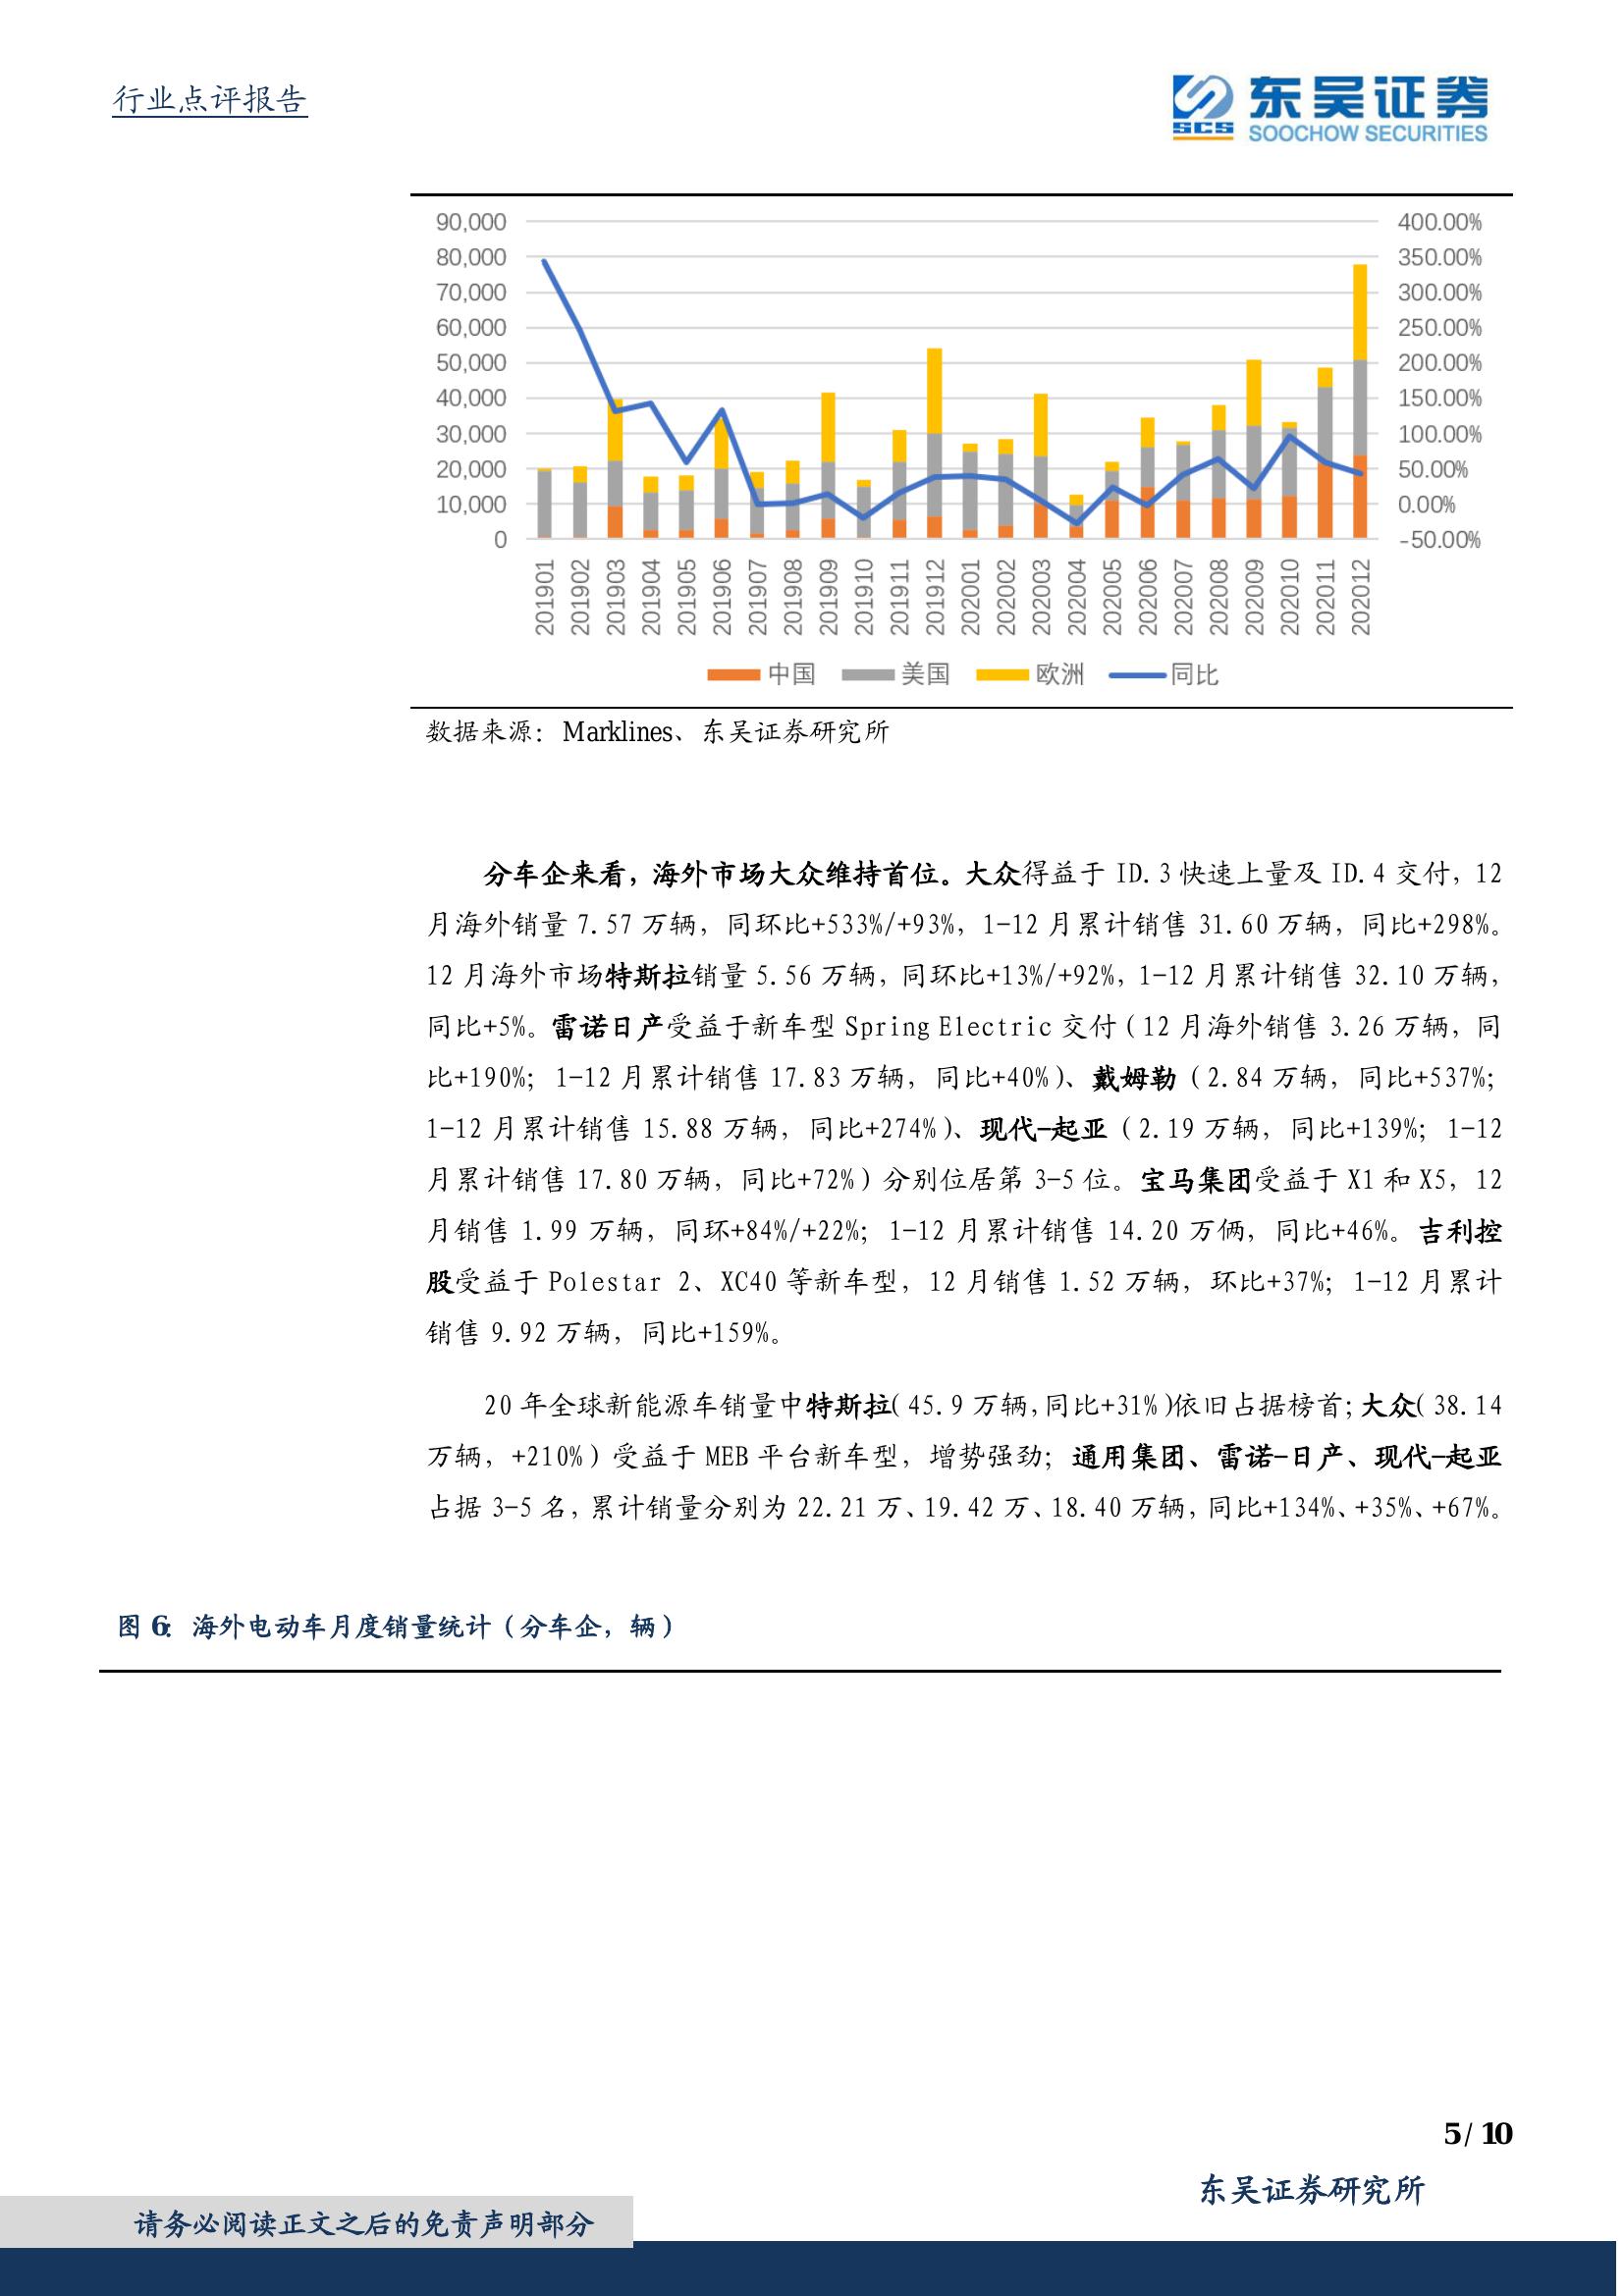 行业点评报告
东吴证券
SCS
SOOCHOW SECURITIES
90,000
80,000
70,000
60,000
50,000
40,000
30,000
20,000
10,000
0
400.00%
350.00%
300.00%
250.00%
200.00%
150.00%
100.00%
50.00%
0.00%
-50.00%
201901
201902
201903
201904
201905
201906
201907
201908
201909
201910
201911
201912
202001
202002
202003
202004
202005
202006
202007
202008
202009
202010
202011
202012
中国 美国 欧洲 同比
数据来源：Marklines、东吴证券研究所
分车企来看，海外市场大众维持首位。大众得益于 ID.3 快速上量及 ID.4 交付，12
月海外销量 7.57 万辆，同环比+533%/+93%，1-12 月累计销售 31.60 万辆，同比+298%。
12 月海外市场特斯拉销量 5.56 万辆，同环比+13%/+92%，1-12 月累计销售 32.10 万辆，
同比+5%。雷诺日产受益于新车型 Spring Electric 交付（12 月海外销售 3.26 万辆，同
比+190%；1-12 月累计销售 17.83 万辆，同比+40%）、戴姆勒（2.84 万辆，同比+537%；
1-12 月累计销售 15.88 万辆，同比+274%）、现代-起亚（2.19 万辆，同比+139%；1-12
月累计销售 17.80 万辆，同比+72%）分别位居第 3-5 位。宝马集团受益于 X1 和 X5，12
月销售 1.99 万辆，同环+84%/+22%；1-12 月累计销售 14.20 万俩，同比+46%。吉利控
股受益于 Polestar 2、XC40 等新车型，12 月销售 1.52 万辆，环比+37%；1-12 月累计
销售 9.92 万辆，同比+159%。
20 年全球新能源车销量中特斯拉（45.9 万辆，同比+31%）依旧占据榜首；大众（38.14
万辆，+210%）受益于 MEB 平台新车型，增势强劲；通用集团、雷诺-日产、现代-起亚
占据 3-5 名，累计销量分别为 22.21 万、19.42 万、18.40 万辆，同比+134%、+35%、+67%。
图 6：海外电动车月度销量统计（分车企，辆）
5 / 10
东吴证券研究所
请务必阅读正文之后的免责声明部分